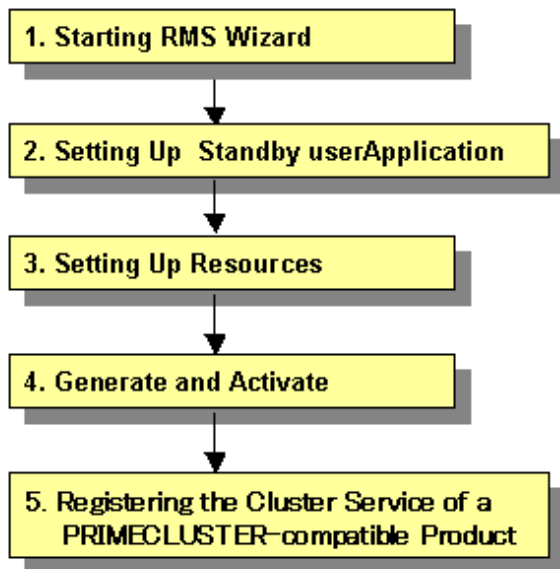 1. Starting RMS Wizard
2. Setting Up Standby userApplication
3. Setting Up Resources
4. Generate and Activate
5. Registering the Cluster Service of a
PRIMECLUSTER-compatible Product